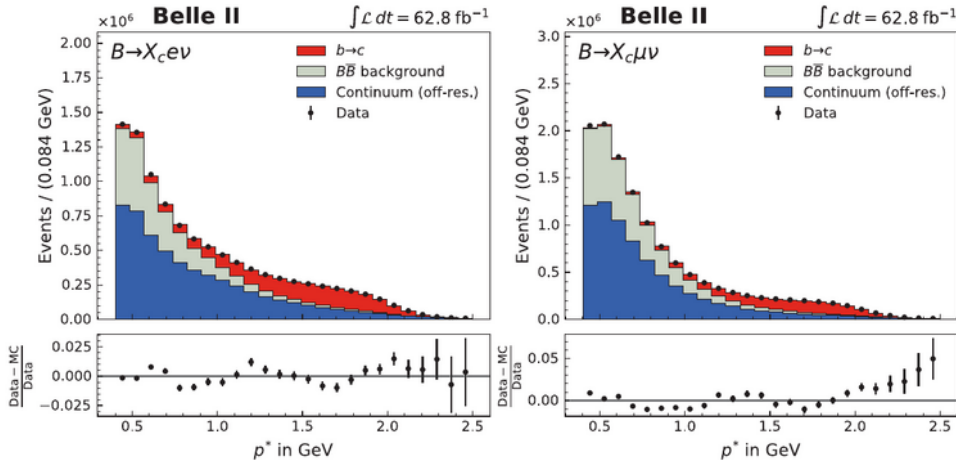 ×10⁶ Belle II ∫ℒ dt = 62.8 fb⁻¹
B→X_c eν
b→c
BB̄ background
Continuum (off-res.)
Data
Events / (0.084 GeV)
2.00
1.75
1.50
1.25
1.00
0.75
0.50
0.25
0.00
Data − MC
Data
0.025
0.000
−0.025
0.5 1.0 1.5 2.0 2.5
p* in GeV
×10⁶ Belle II ∫ℒ dt = 62.8 fb⁻¹
B→X_c μν
b→c
BB̄ background
Continuum (off-res.)
Data
Events / (0.084 GeV)
3.0
2.5
2.0
1.5
1.0
0.5
0.0
Data − MC
Data
0.05
0.00
0.5 1.0 1.5 2.0 2.5
p* in GeV